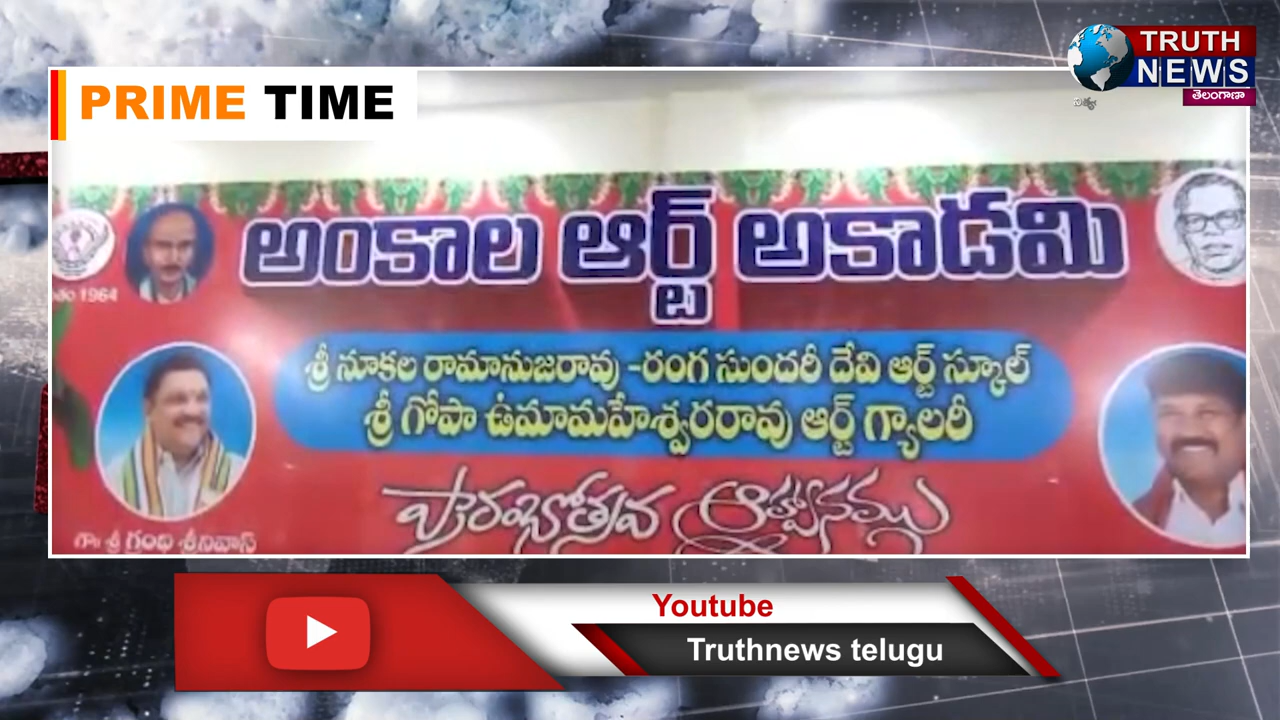 PRIME TIME
TRUTH
NEWS
తెలంగాణా
అంకాల ఆర్ట్ అకాడమి
1964
శ్రీ నూకల రామానుజరావు -రంగ సుందరీ దేవి ఆర్ట్ స్కూల్
శ్రీ గోపా ఉమామహేశ్వరరావు ఆర్ట్ గ్యాలరీ
ప్రారంభోత్సవ ఆహ్వానము
శ్రీ గ్రంధి శ్రీనివాస్
Youtube
Truthnews telugu